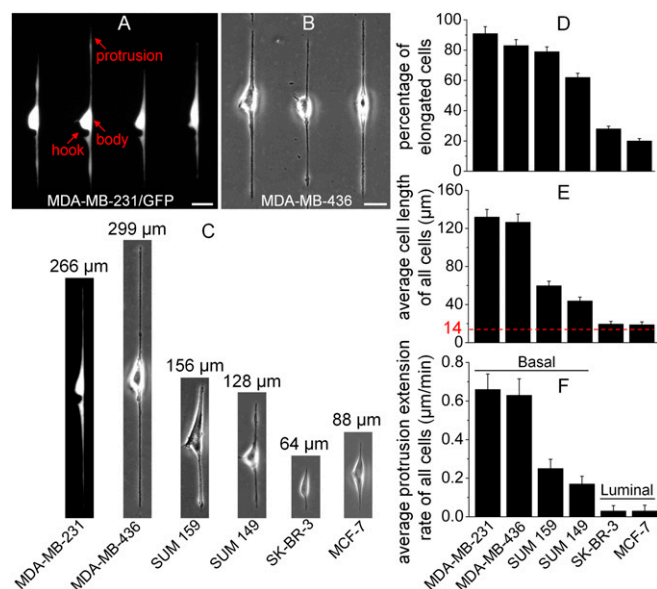 A
protrusion
hook
body
MDA-MB-231/GFP
B
MDA-MB-436
C
266 µm
299 µm
156 µm
128 µm
64 µm
88 µm
MDA-MB-231
MDA-MB-436
SUM 159
SUM 149
SK-BR-3
MCF-7
D
percentage of
elongated cells
100
80
60
40
20
0
E
average cell length
of all cells (µm)
160
120
80
40
14
0
F
average protrusion extension
rate of all cells (µm/min)
0.8
0.6
0.4
0.2
0.0
Basal
Luminal
MDA-MB-231
MDA-MB-436
SUM 159
SUM 149
SK-BR-3
MCF-7